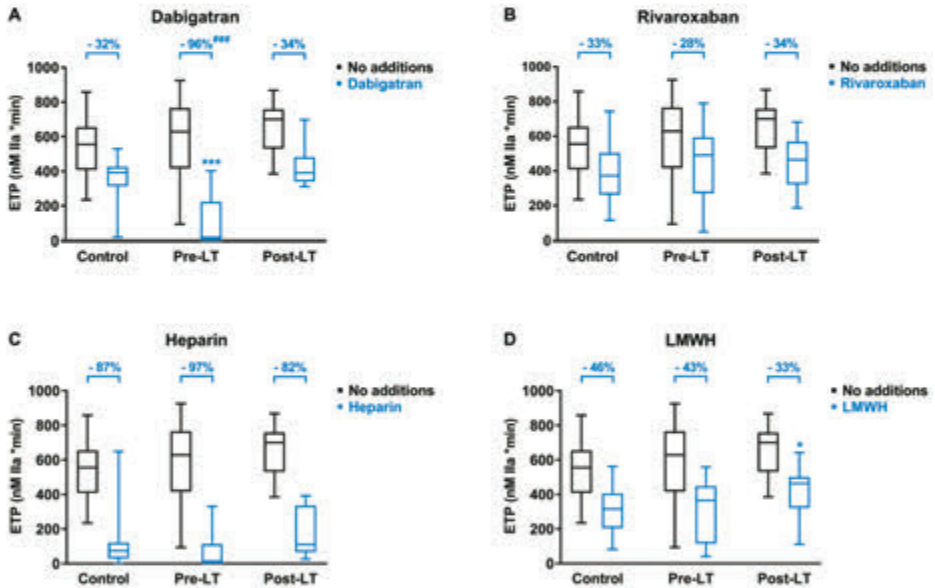 A Dabigatran
- 32% - 96%### - 34%
No additions
Dabigatran
ETP (nM IIa *min)
1000
800
600
400
200
0
***
Control Pre-LT Post-LT
B Rivaroxaban
- 33% - 28% - 34%
No additions
Rivaroxaban
ETP (nM IIa *min)
1000
800
600
400
200
0
Control Pre-LT Post-LT
C Heparin
- 87% - 97% - 82%
No additions
Heparin
ETP (nM IIa *min)
1000
800
600
400
200
0
Control Pre-LT Post-LT
D LMWH
- 46% - 43% - 33%
No additions
LMWH
ETP (nM IIa *min)
1000
800
600
400
200
0
*
Control Pre-LT Post-LT